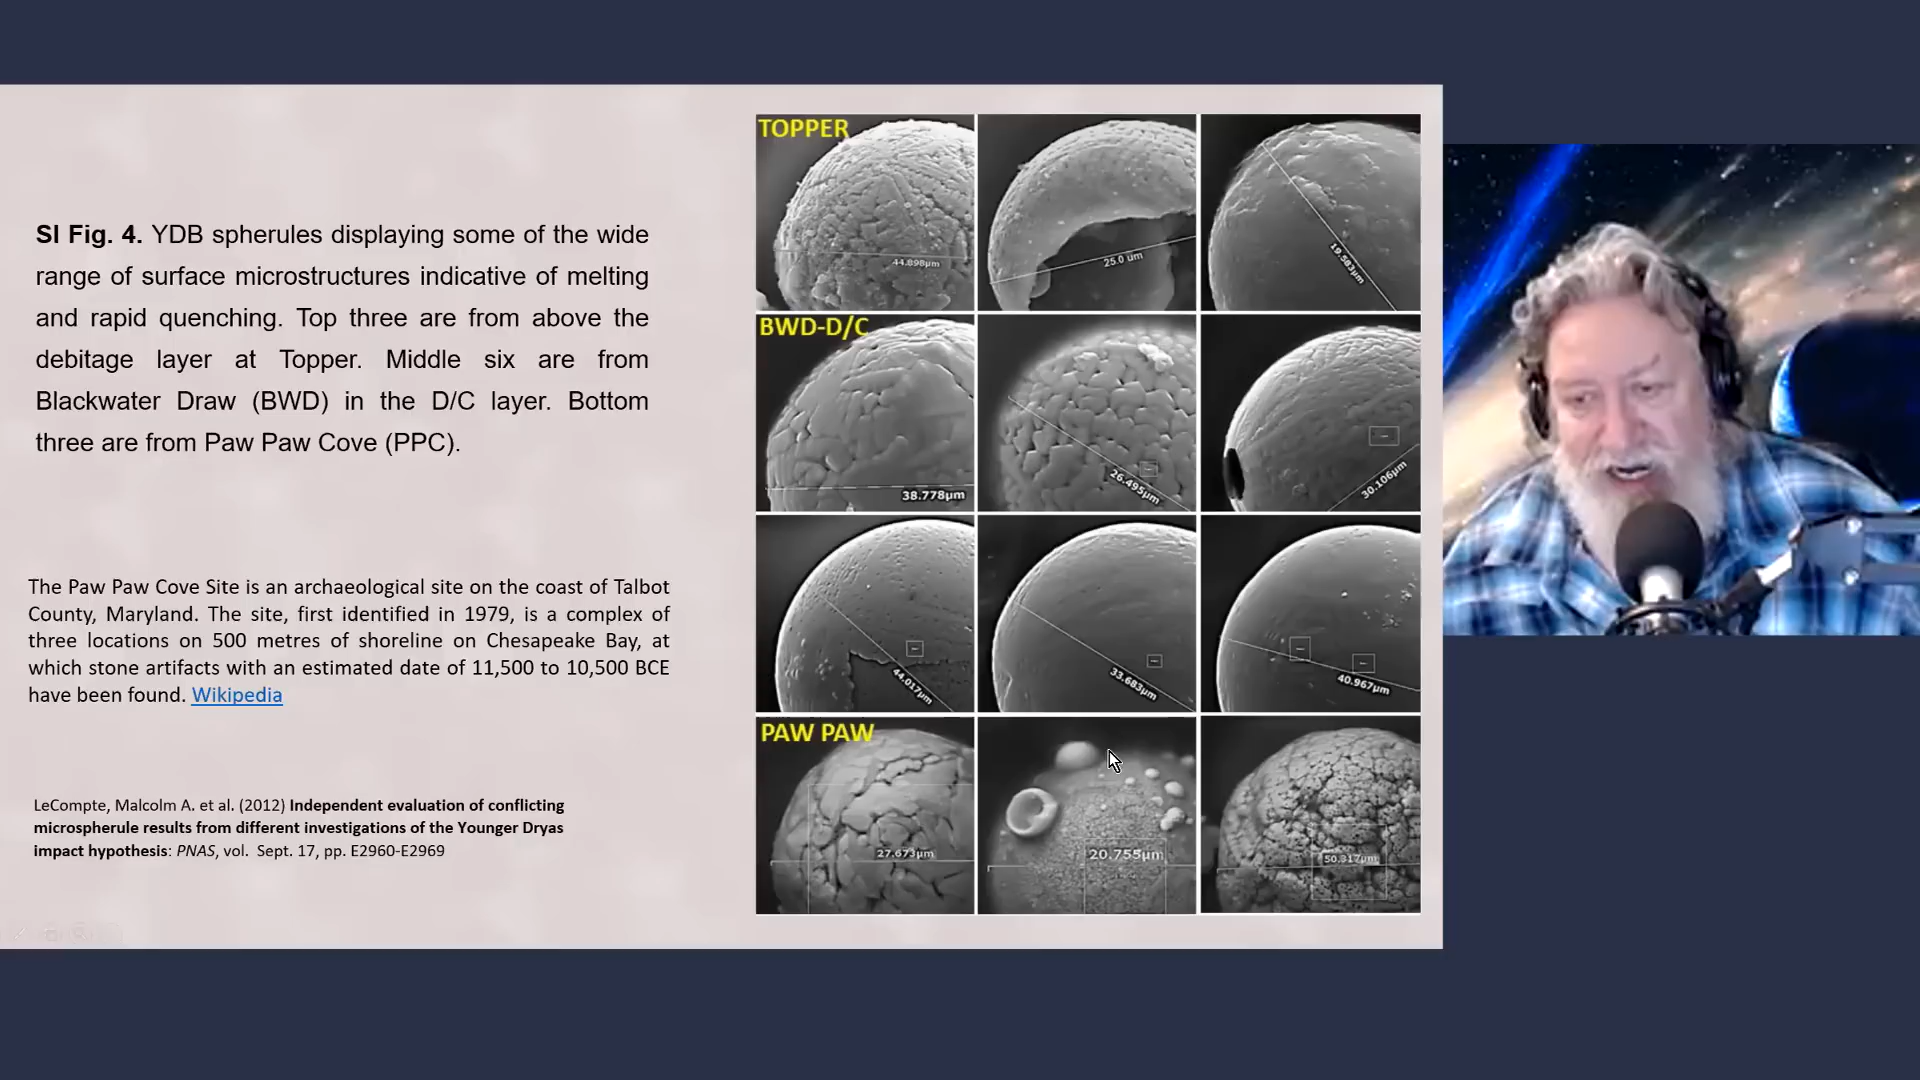 SI Fig. 4. YDB spherules displaying some of the wide
range of surface microstructures indicative of melting
and rapid quenching. Top three are from above the
debitage layer at Topper. Middle six are from
Blackwater Draw (BWD) in the D/C layer. Bottom
three are from Paw Paw Cove (PPC).
The Paw Paw Cove Site is an archaeological site on the coast of Talbot
County, Maryland. The site, first identified in 1979, is a complex of
three locations on 500 metres of shoreline on Chesapeake Bay, at
which stone artifacts with an estimated date of 11,500 to 10,500 BCE
have been found. Wikipedia
LeCompte, Malcolm A. et al. (2012) Independent evaluation of conflicting
microspherule results from different investigations of the Younger Dryas
impact hypothesis: PNAS, vol. Sept. 17, pp. E2960-E2969
TOPPER
44.898µm
25.0 um
19.583µm
BWD-D/C
38.778µm
26.495µm
30.106µm
44.017µm
33.683µm
40.967µm
PAW PAW
27.673µm
20.755µm
50.317µm